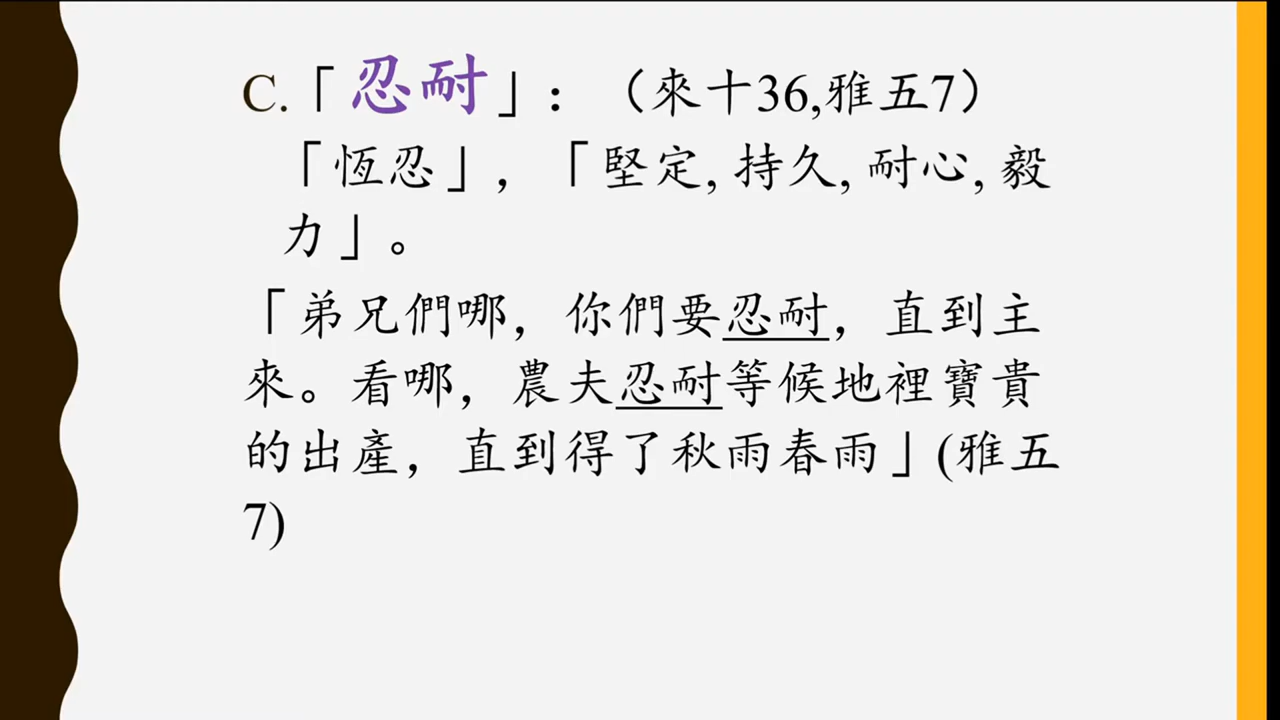 C.「忍耐」：（來十36,雅五7）
「恆忍」，「堅定, 持久, 耐心, 毅
力」。
「弟兄們哪，你們要忍耐，直到主
來。看哪，農夫忍耐等候地裡寶貴
的出產，直到得了秋雨春雨」(雅五
7)